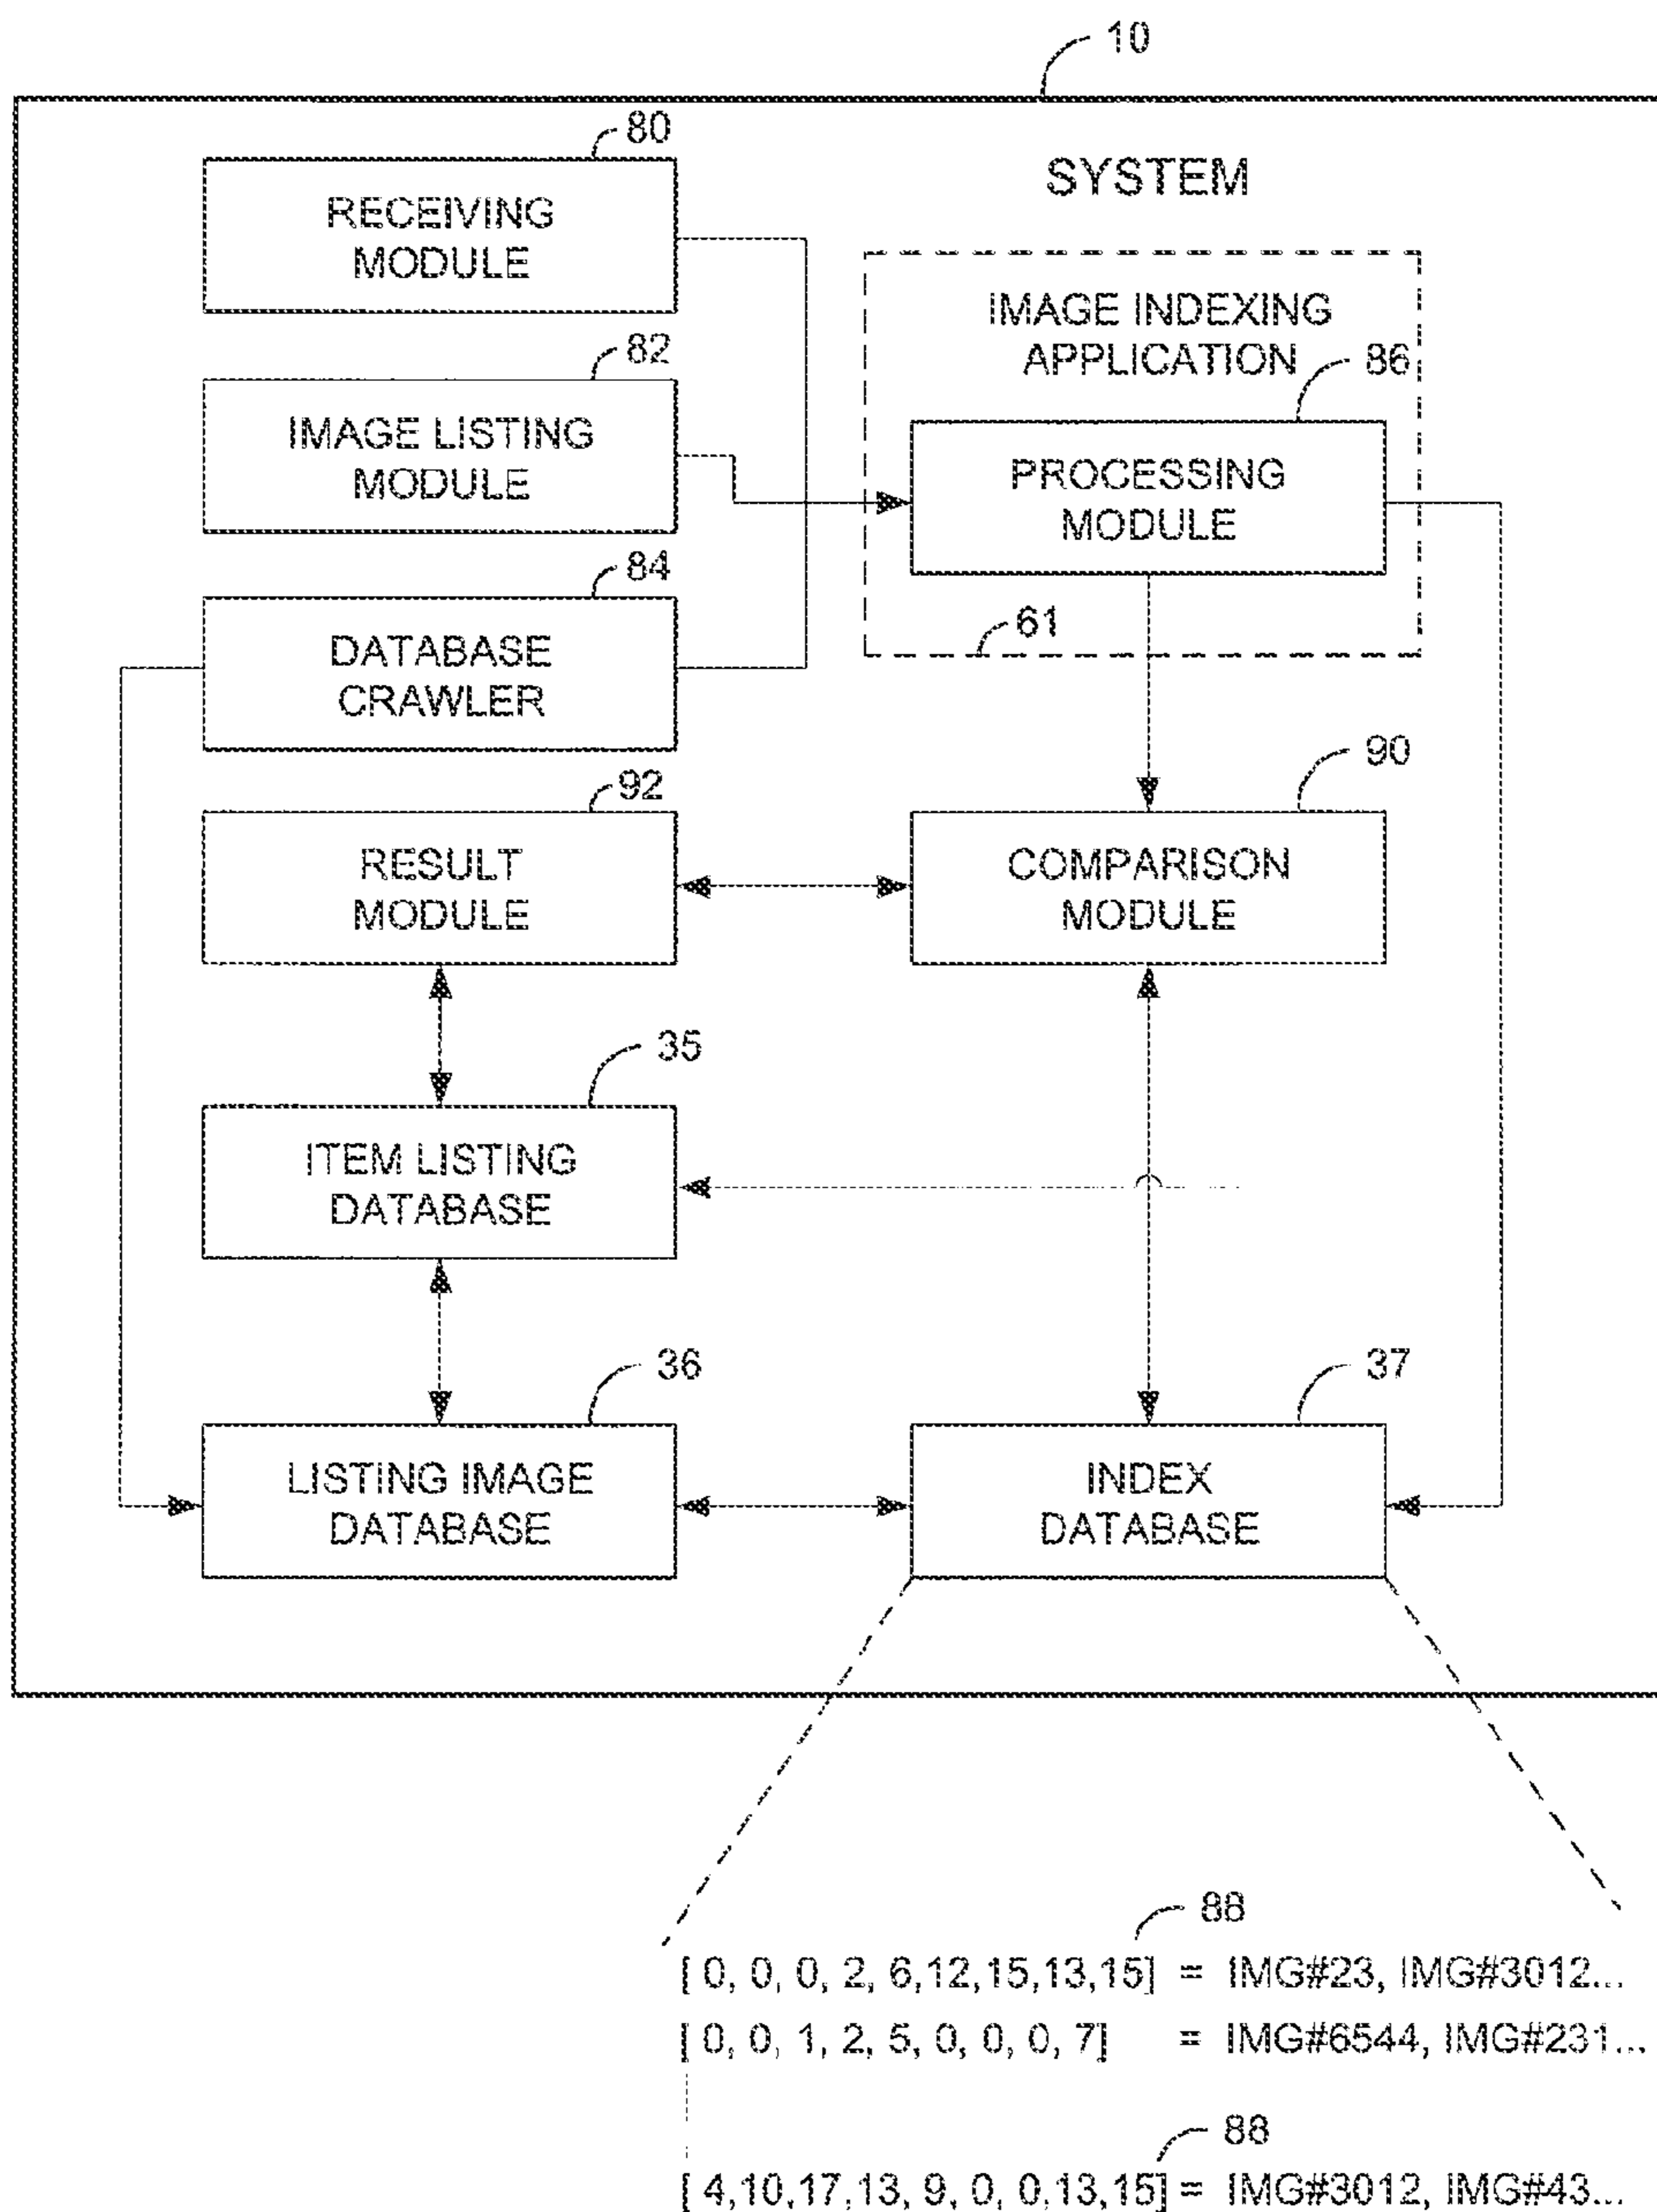 10
SYSTEM
80
RECEIVING
MODULE
IMAGE INDEXING
APPLICATION
82
IMAGE LISTING
MODULE
86
PROCESSING
MODULE
84
DATABASE
CRAWLER
61
92
RESULT
MODULE
90
COMPARISON
MODULE
35
ITEM LISTING
DATABASE
36
LISTING IMAGE
DATABASE
37
INDEX
DATABASE
88
[ 0, 0, 0, 2, 6,12,15,13,15] = IMG#23, IMG#3012...
[ 0, 0, 1, 2, 5, 0, 0, 0, 7] = IMG#6544, IMG#231...
88
[ 4,10,17,13, 9, 0, 0,13,15] = IMG#3012, IMG#43...